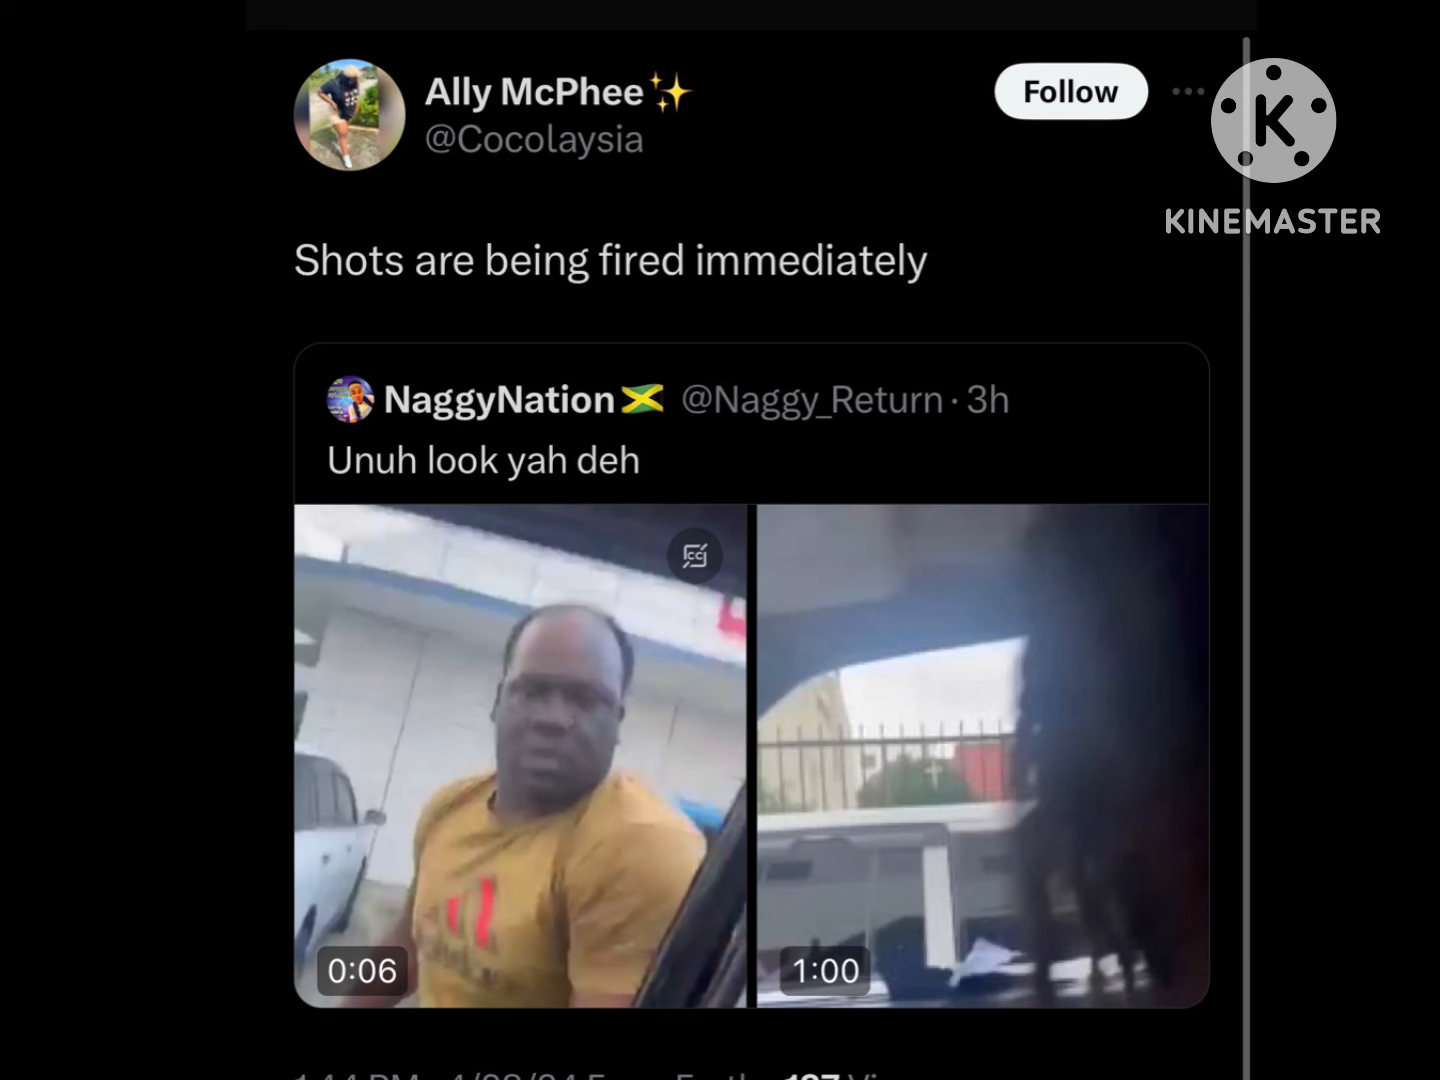 Ally McPhee✨
@Cocolaysia
Follow
KINEMASTER
Shots are being fired immediately
NaggyNation🇯🇲 @Naggy_Return · 3h
Unuh look yah deh
CC
0:06
1:00